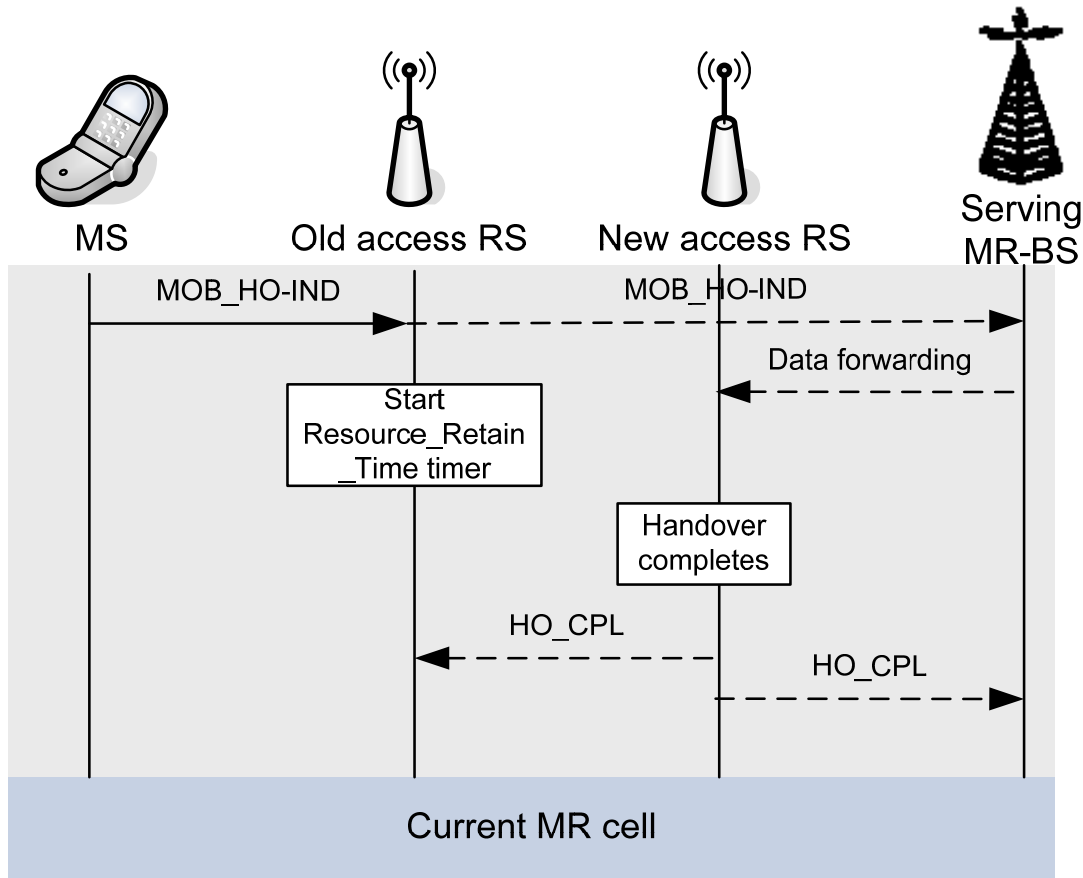 MS
Old access RS
New access RS
Serving
MR-BS
MOB_HO-IND
MOB_HO-IND
Data forwarding
Start
Resource_Retain
_Time timer
Handover
completes
HO_CPL
HO_CPL
Current MR cell